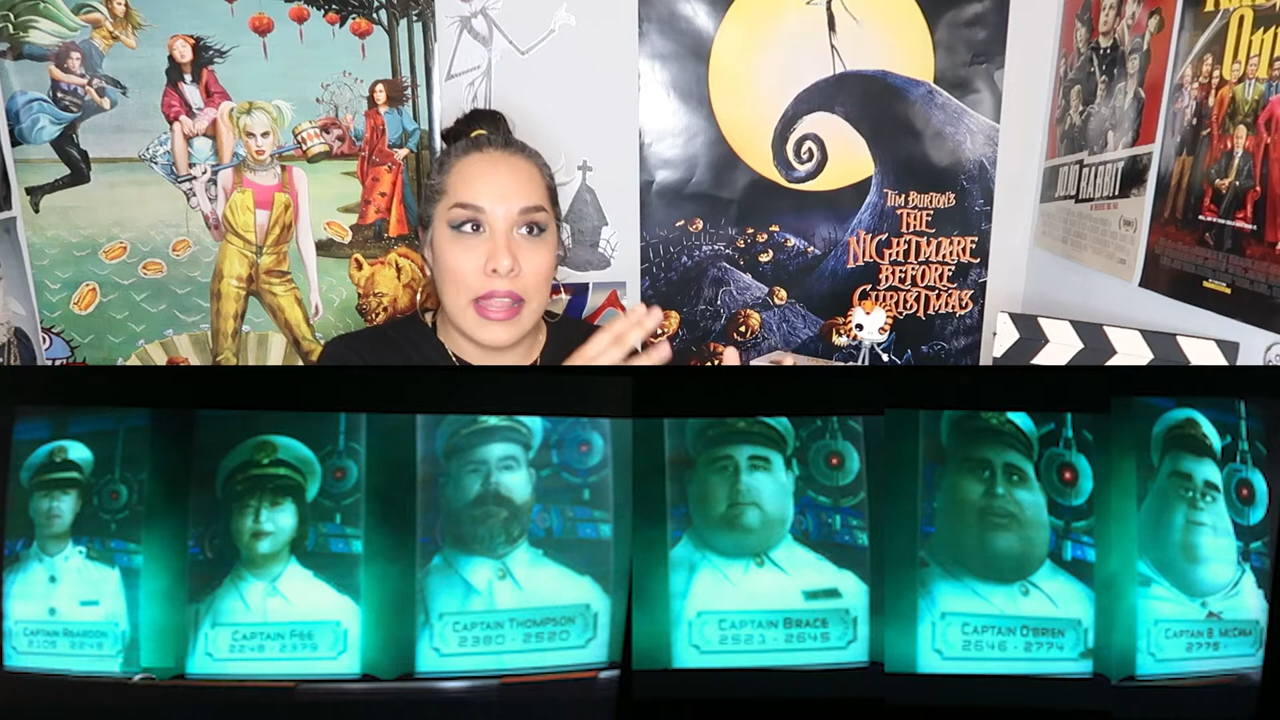 TIM BURTON'S
THE
NIGHTMARE
BEFORE
CHRISTMAS
JOJO RABBIT
CAPTAIN REARDON
2105 - 2248
CAPTAIN FEE
2248 - 2379
CAPTAIN THOMPSON
2380 - 2520
CAPTAIN BRACE
2521 - 2645
CAPTAIN O'BRIEN
2646 - 2774
CAPTAIN B. MCCREA
2775 -